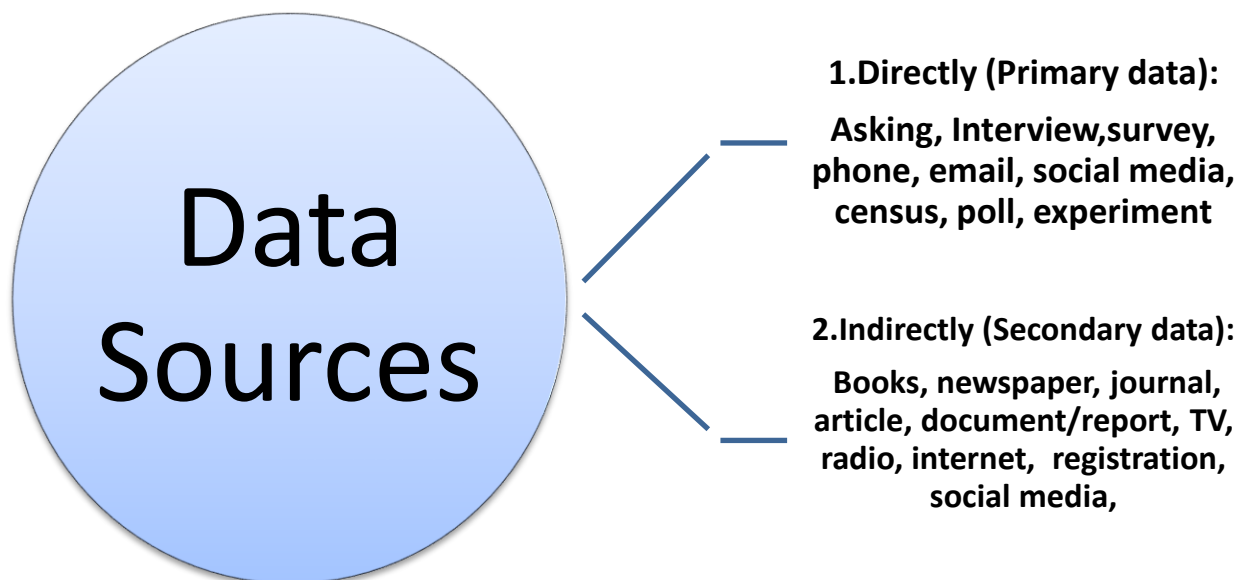 Data
Sources
1.Directly (Primary data):
Asking, Interview,survey,
phone, email, social media,
census, poll, experiment
2.Indirectly (Secondary data):
Books, newspaper, journal,
article, document/report, TV,
radio, internet, registration,
social media,